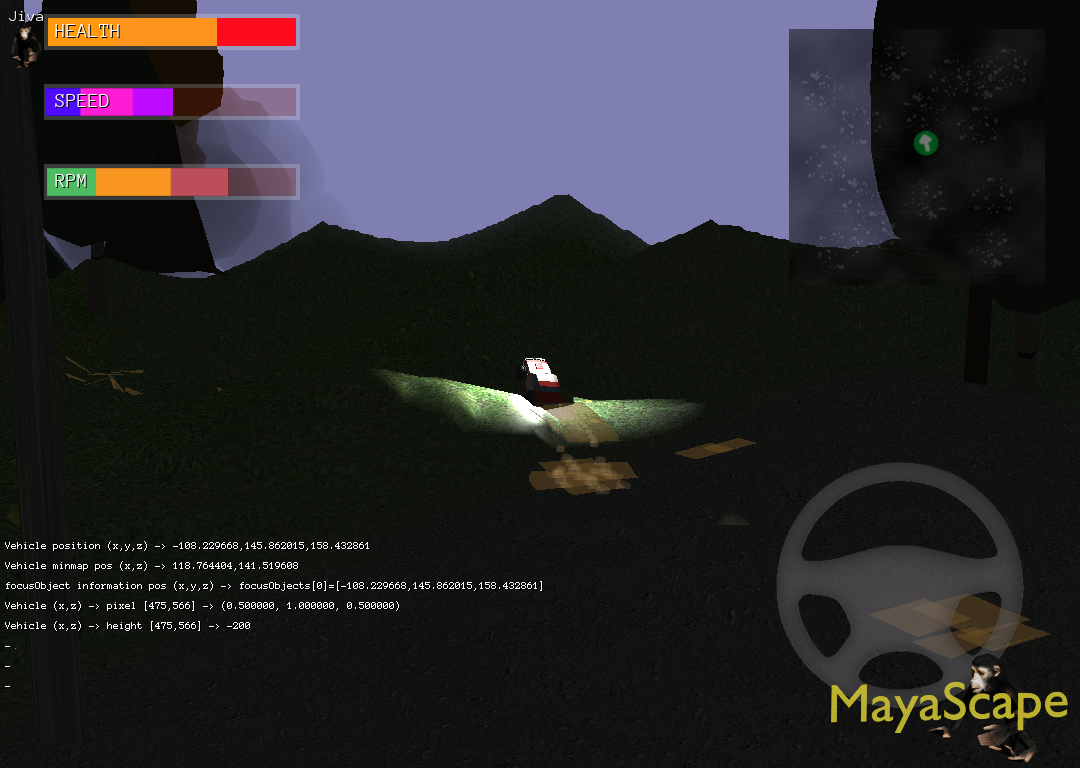 Jiva
HEALTH
SPEED
RPM
Vehicle position (x,y,z) -> -108.229668,145.862015,158.432861
Vehicle minmap pos (x,z) -> 118.764404,141.519608
focusObject information pos (x,y,z) -> focusObjects[0]=[-108.229668,145.862015,158.432861]
Vehicle (x,z) -> pixel [475,566] -> (0.500000, 1.000000, 0.500000)
Vehicle (x,z) -> height [475,566] -> -200
-
-
-
MayaScape